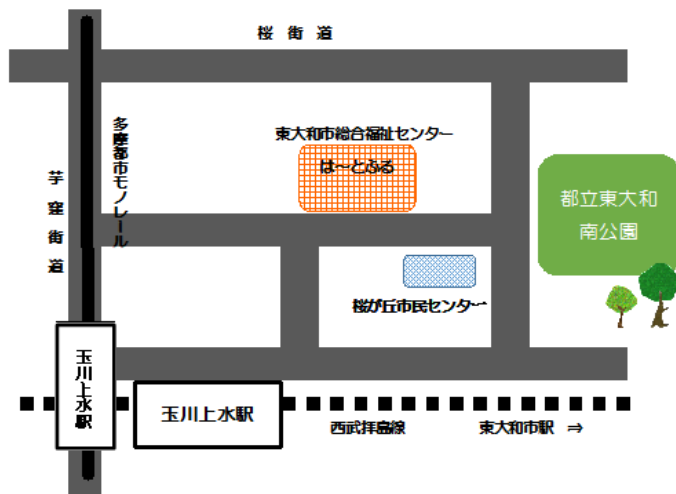 桜 街 道
多摩都市モノレール
芋 窪 街 道
東大和市総合福祉センター
は～とふる
都立東大和
南公園
桜が丘市民センター
玉川上水駅
玉川上水駅
西武拝島線
東大和市駅 ⇒